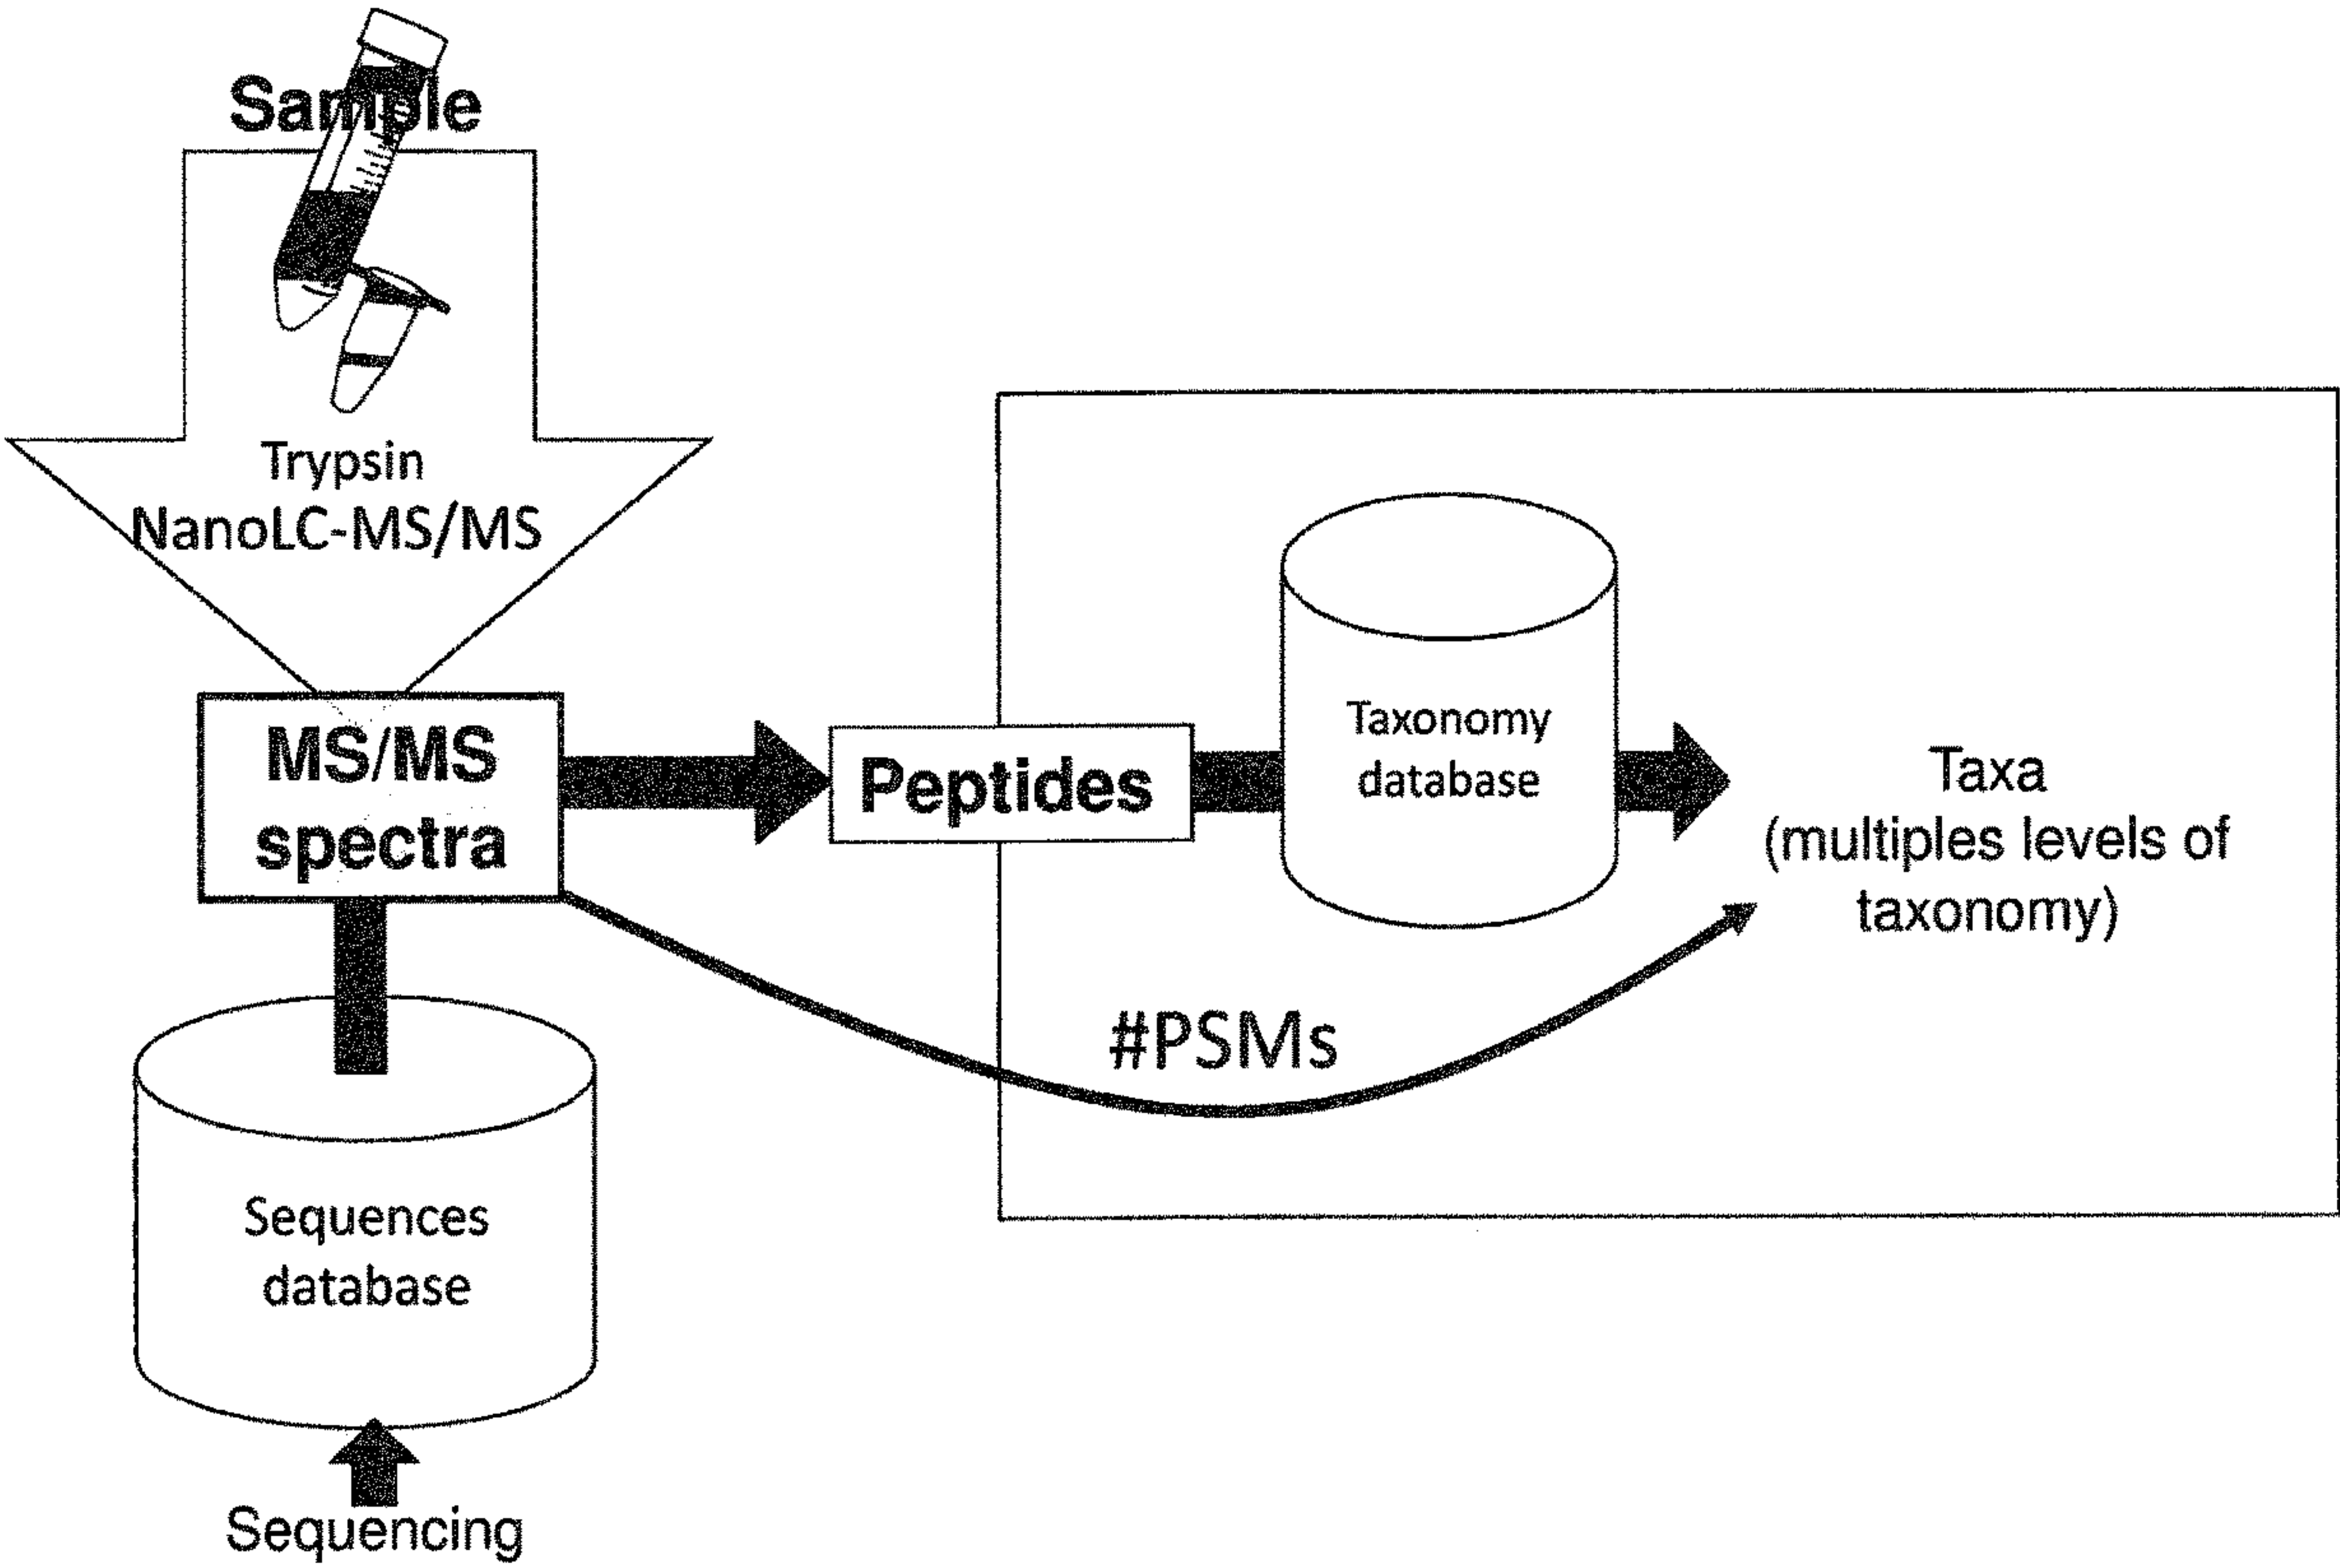 Sample
Trypsin
NanoLC-MS/MS
MS/MS
spectra
Peptides
Taxonomy
database
Taxa
(multiples levels of
taxonomy)
#PSMs
Sequences
database
Sequencing